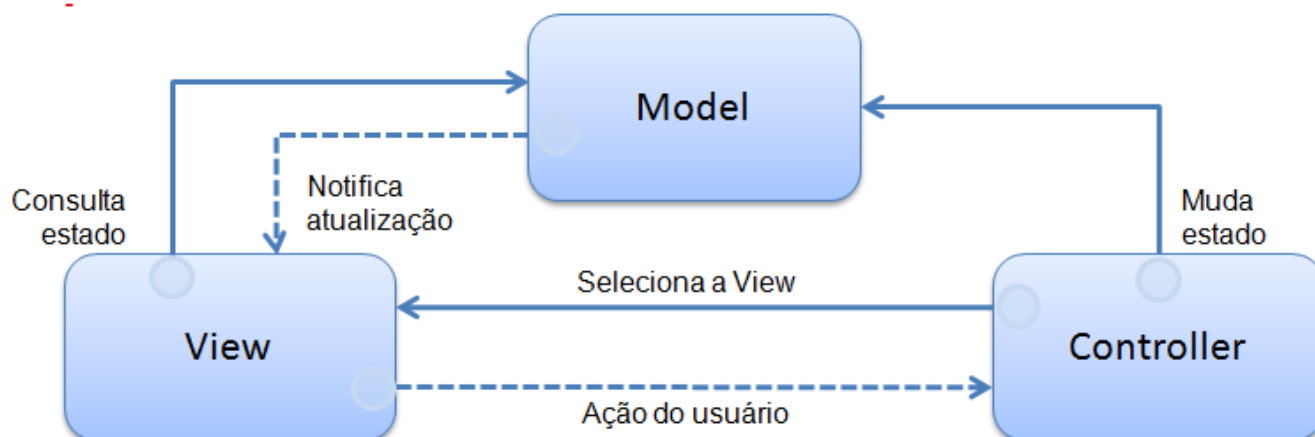 Model
Consulta
estado
Notifica
atualização
Muda
estado
Seleciona a View
View
Controller
Ação do usuário